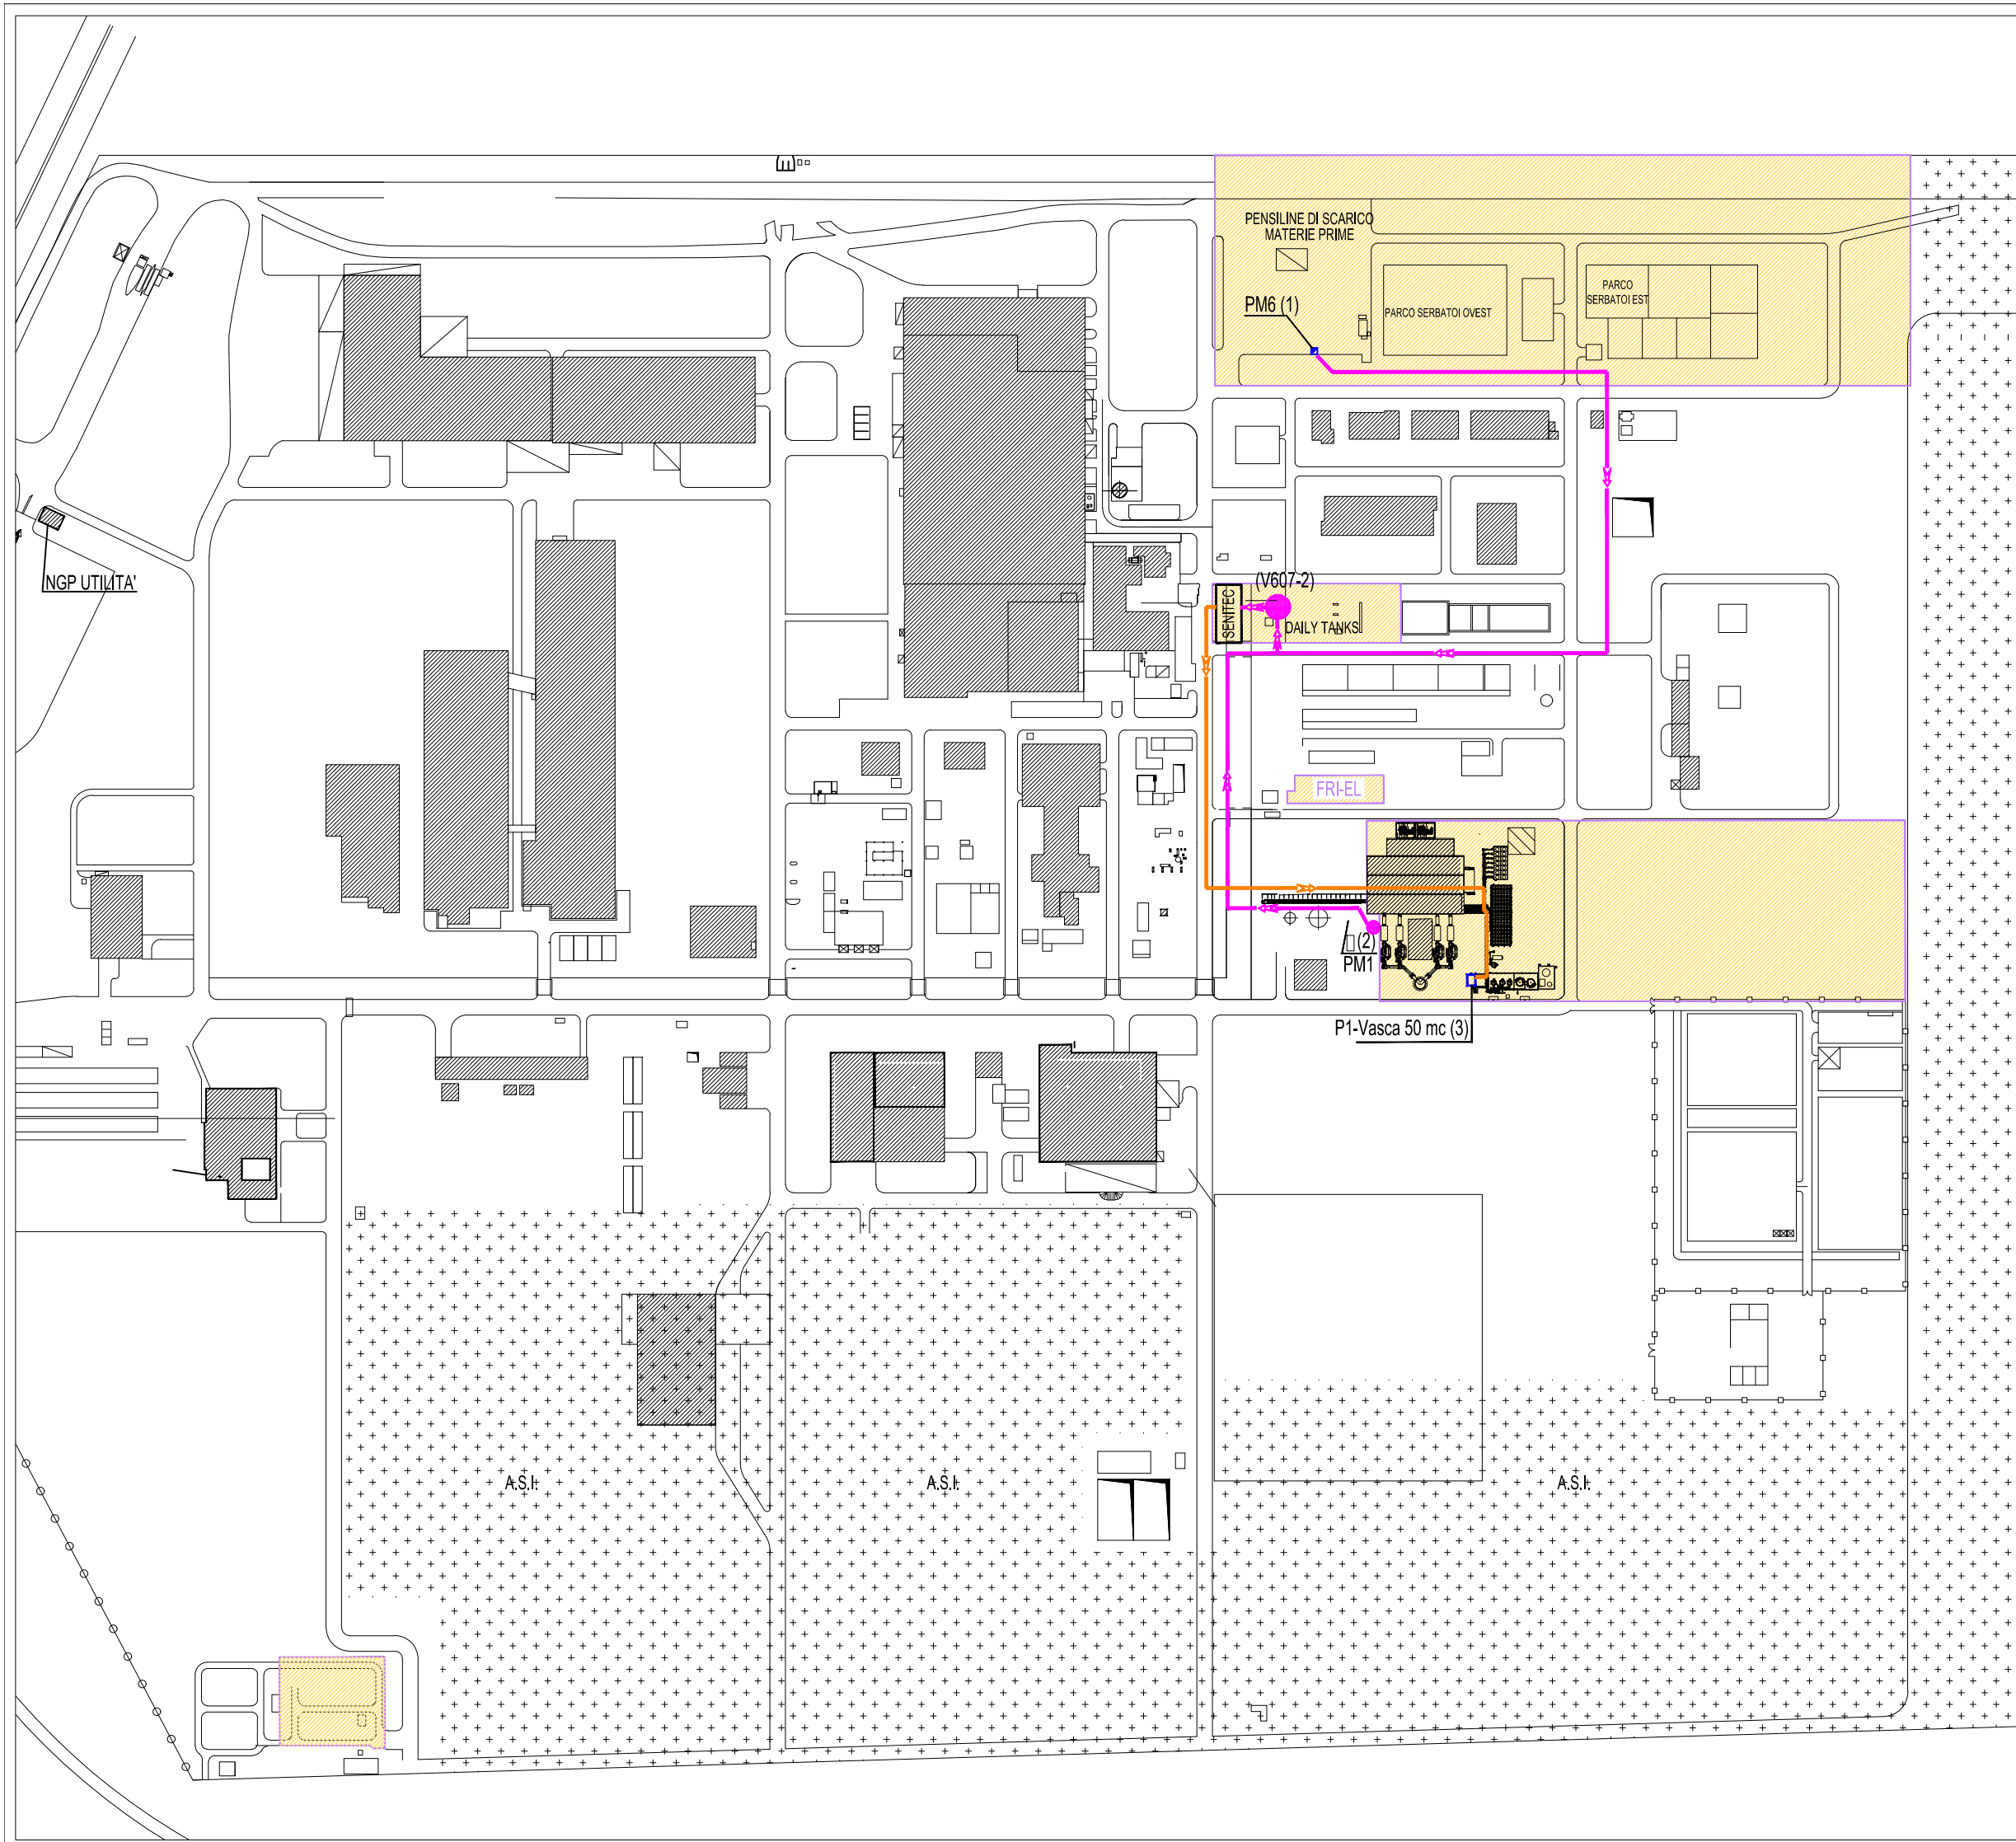 PENSILINE DI SCARICO
MATERIE PRIME
PM6 (1)
PARCO SERBATOI OVEST
PARCO
SERBATOI EST
NGP UTILITA'
(V607-2)
SENITEC
DAILY TANKS
FRI-EL
(2)
PM1
P1-Vasca 50 mc (3)
A.S.I.
A.S.I.
A.S.I.